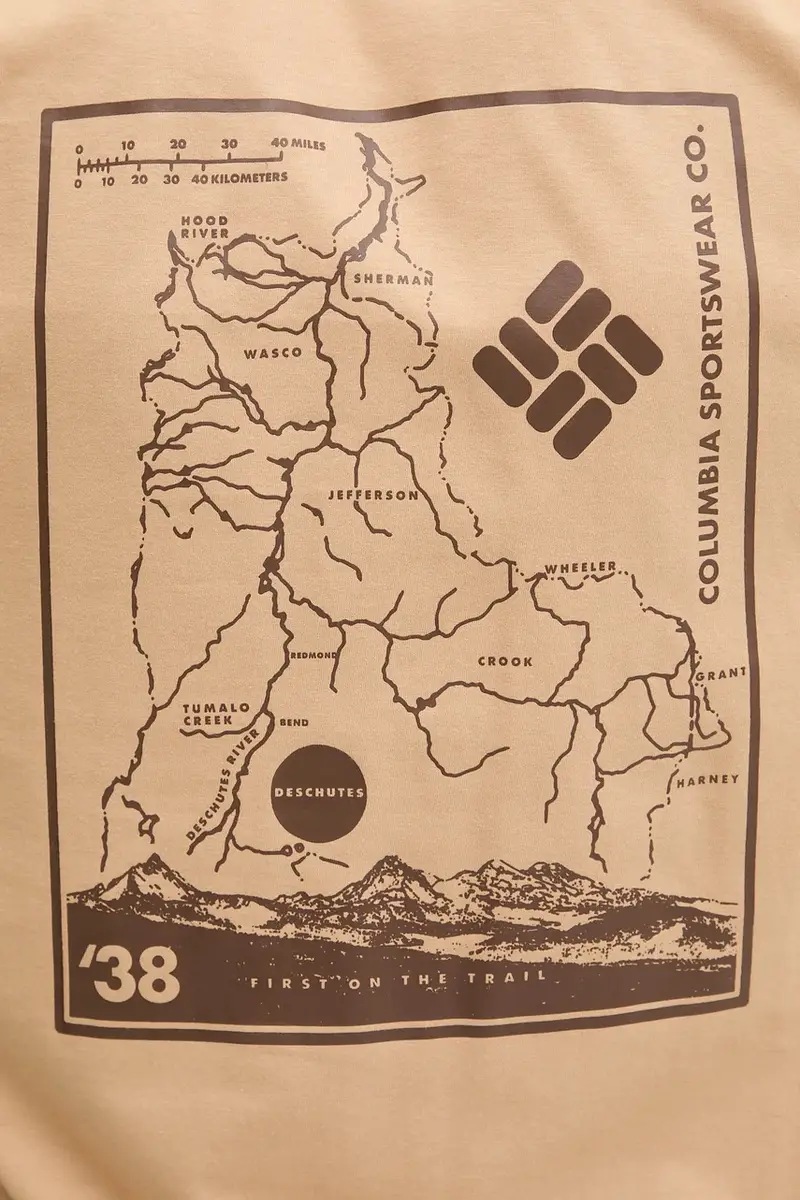 0 10 20 30 40 MILES
0 10 20 30 40 KILOMETERS
COLUMBIA SPORTSWEAR CO.
HOOD
RIVER
SHERMAN
WASCO
JEFFERSON
WHEELER
REDMOND
CROOK
GRANT
TUMALO
CREEK
BEND
DESCHUTES RIVER
DESCHUTES
HARNEY
'38
FIRST ON THE TRAIL